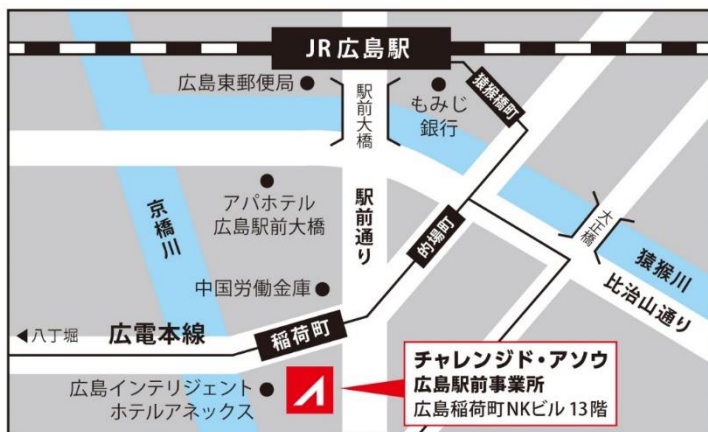 JR広島駅
広島東郵便局
駅前大橋
もみじ
銀行
猿猴橋町
京橋川
アパホテル
広島駅前大橋
駅前通り
的場町
大正橋
猿猴川
比治山通り
中国労働金庫
◀八丁堀
広電本線
稲荷町
広島インテリジェント
ホテルアネックス
チャレンジド・アソウ
広島駅前事業所
広島稲荷町NKビル 13階